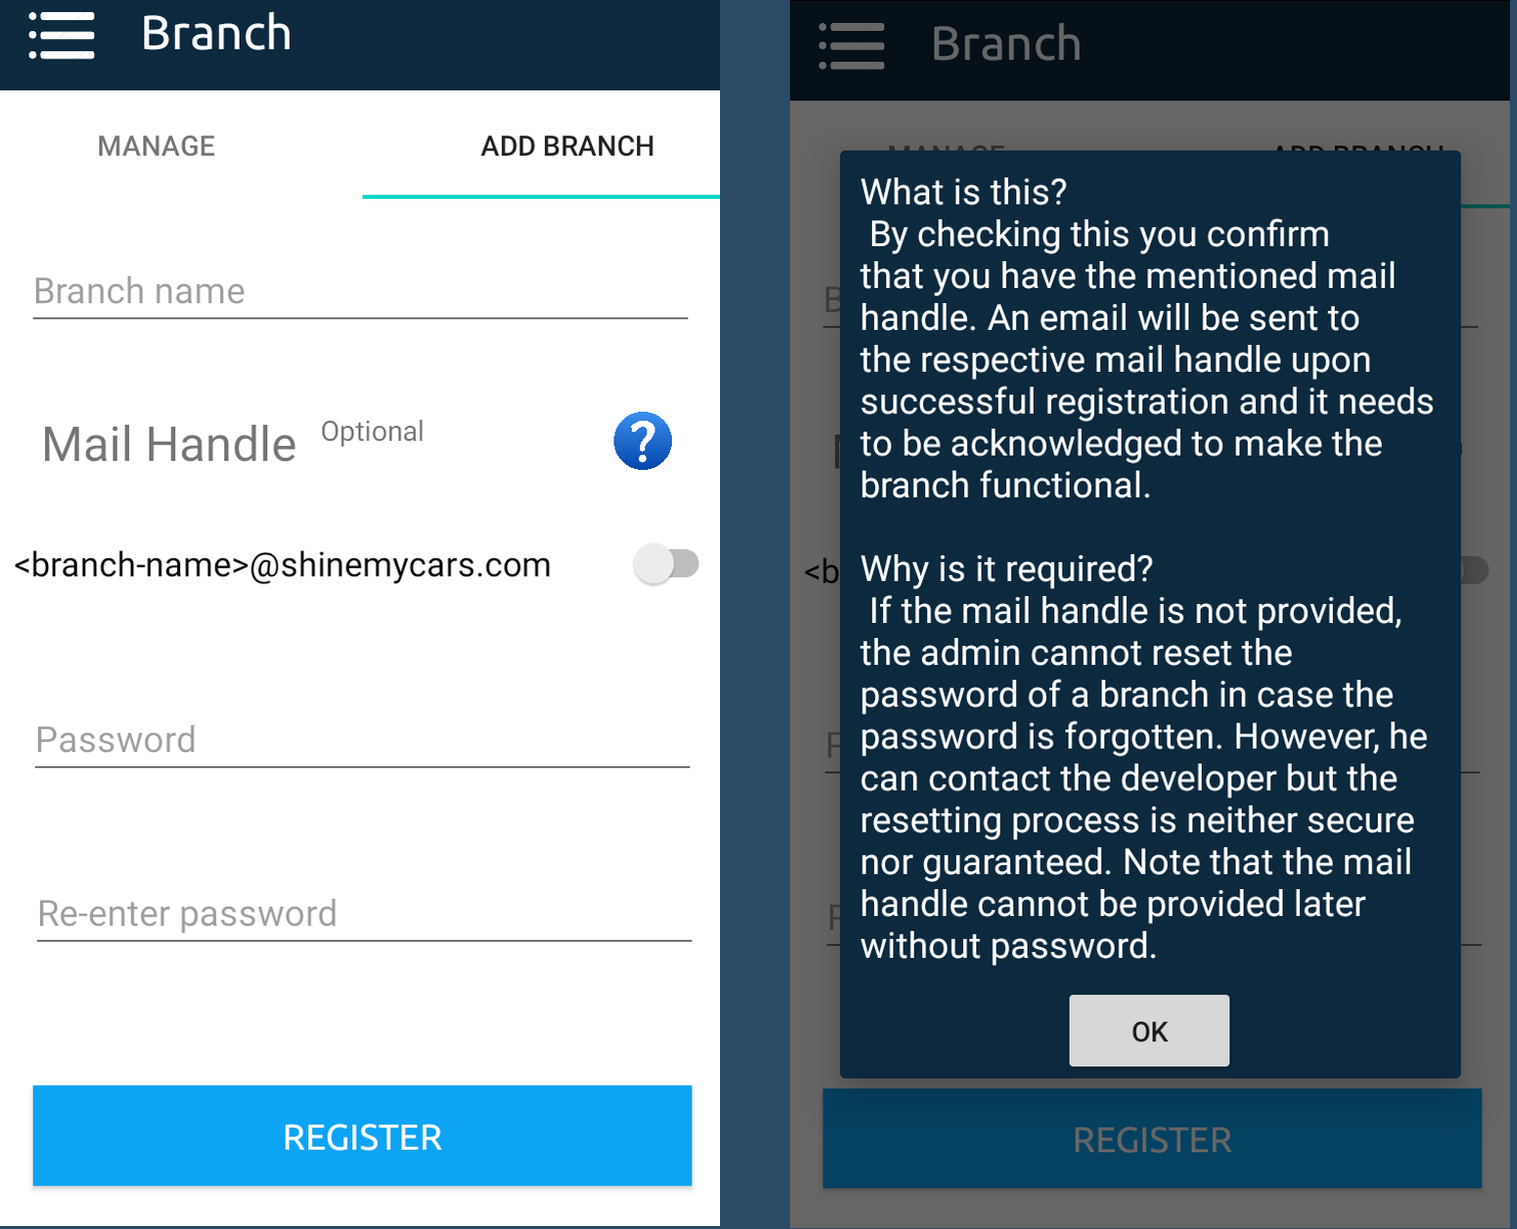 Branch
MANAGE
ADD BRANCH
Branch name
Mail Handle Optional
?
<branch-name>@shinemycars.com
Password
Re-enter password
REGISTER
Branch
MANAGE
ADD BRANCH
What is this?
By checking this you confirm
that you have the mentioned mail
handle. An email will be sent to
the respective mail handle upon
successful registration and it needs
to be acknowledged to make the
branch functional.
Why is it required?
If the mail handle is not provided,
the admin cannot reset the
password of a branch in case the
password is forgotten. However, he
can contact the developer but the
resetting process is neither secure
nor guaranteed. Note that the mail
handle cannot be provided later
without password.
OK
<b
REGISTER